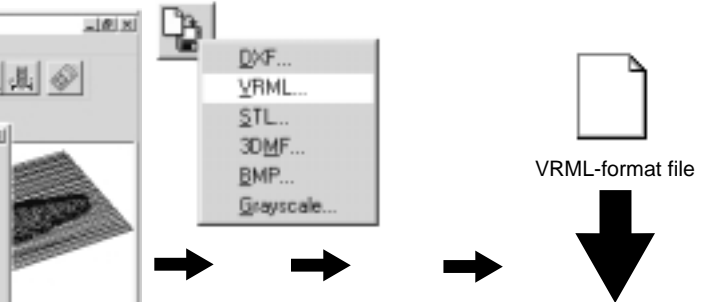 DXF...
VRML...
STL...
3DMF...
BMP...
Grayscale...
VRML-format file